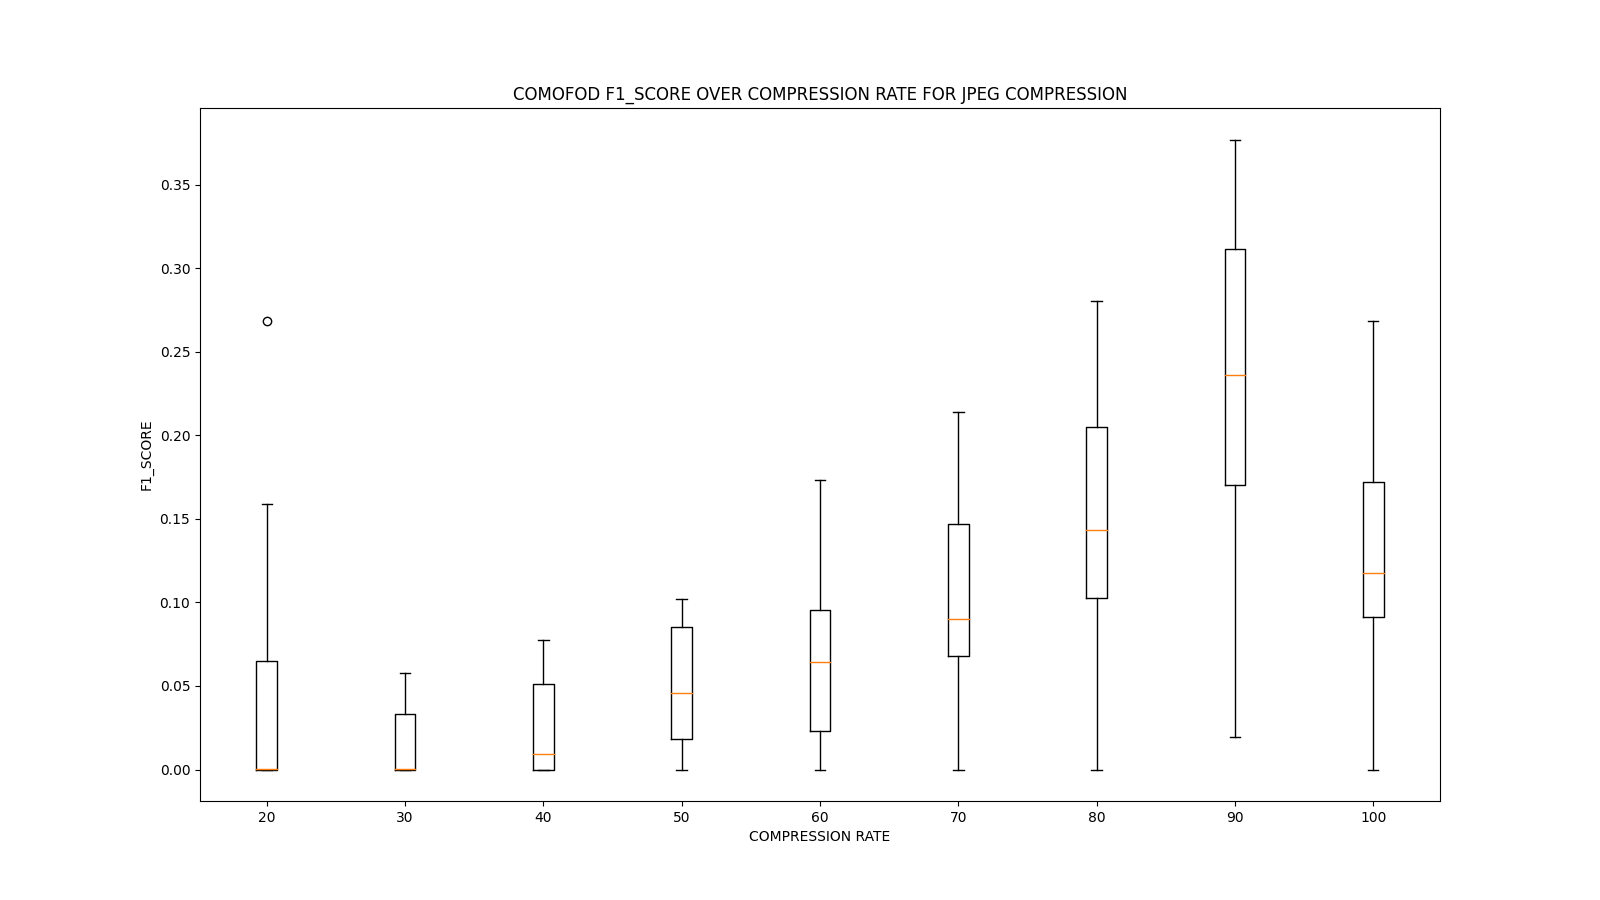 COMOFOD F1_SCORE OVER COMPRESSION RATE FOR JPEG COMPRESSION
0.35
0.30
0.25
0.20
0.15
0.10
0.05
0.00
F1_SCORE
20 30 40 50 60 70 80 90 100
COMPRESSION RATE